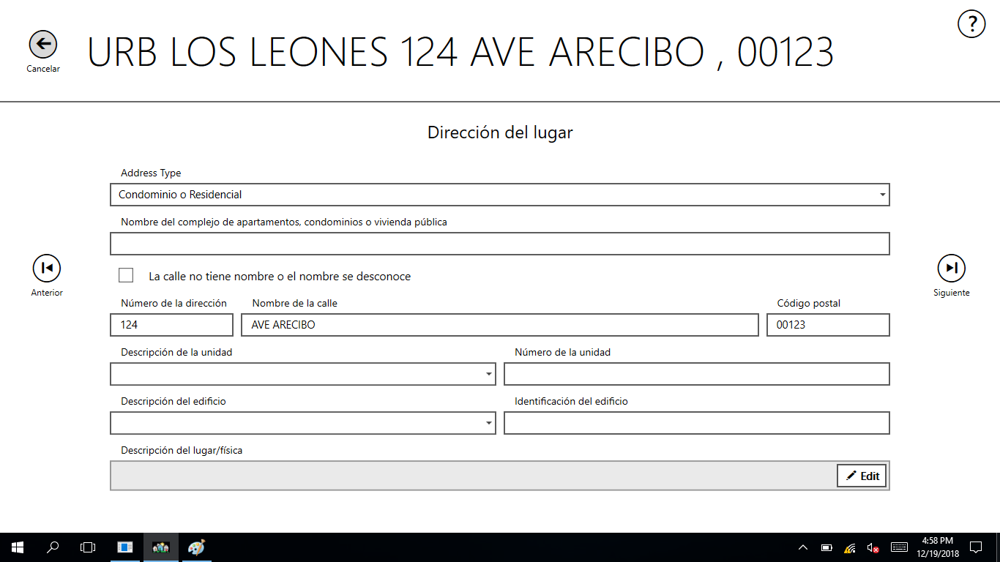 ?
Cancelar
URB LOS LEONES 124 AVE ARECIBO , 00123
Dirección del lugar
Address Type
Condominio o Residencial
Nombre del complejo de apartamentos, condominios o vivienda pública
La calle no tiene nombre o el nombre se desconoce
Anterior
Siguiente
Número de la dirección Nombre de la calle Código postal
124 AVE ARECIBO 00123
Descripción de la unidad Número de la unidad
Descripción del edificio Identificación del edificio
Descripción del lugar/física
Edit
4:58 PM
12/19/2018